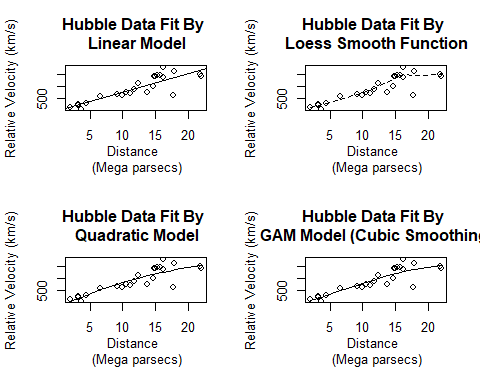 Hubble Data Fit By
Linear Model
Relative Velocity (km/s)
500
5 10 15 20
Distance
(Mega parsecs)
Hubble Data Fit By
Loess Smooth Function
Relative Velocity (km/s)
500
5 10 15 20
Distance
(Mega parsecs)
Hubble Data Fit By
Quadratic Model
Relative Velocity (km/s)
500
5 10 15 20
Distance
(Mega parsecs)
Hubble Data Fit By
GAM Model (Cubic Smoothing
Relative Velocity (km/s)
500
5 10 15 20
Distance
(Mega parsecs)